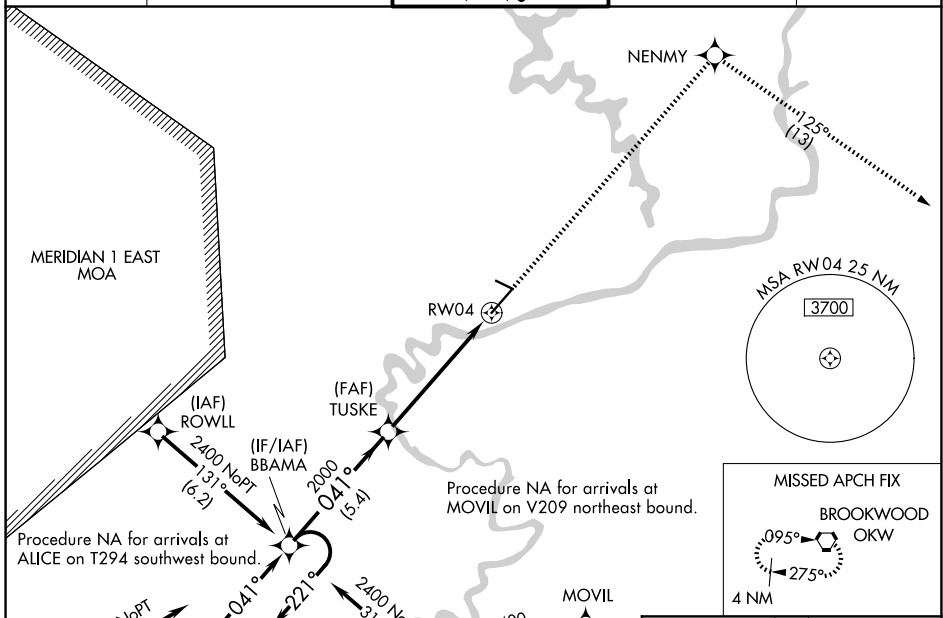 NENMY
125°
(13)
MERIDIAN 1 EAST
MOA
MSA RW04 25 NM
3700
RW04
(FAF)
TUSKE
(IAF)
ROWLL
2400 NoPT
131°
(6.2)
(IF/IAF)
BBAMA
2000
041°
(5.4)
Procedure NA for arrivals at
MOVIL on V209 northeast bound.
Procedure NA for arrivals at
ALICE on T294 southwest bound.
MISSED APCH FIX
BROOKWOOD
OKW
095°
275°
4 NM
NoPT
041°
221°
2400
MOVIL